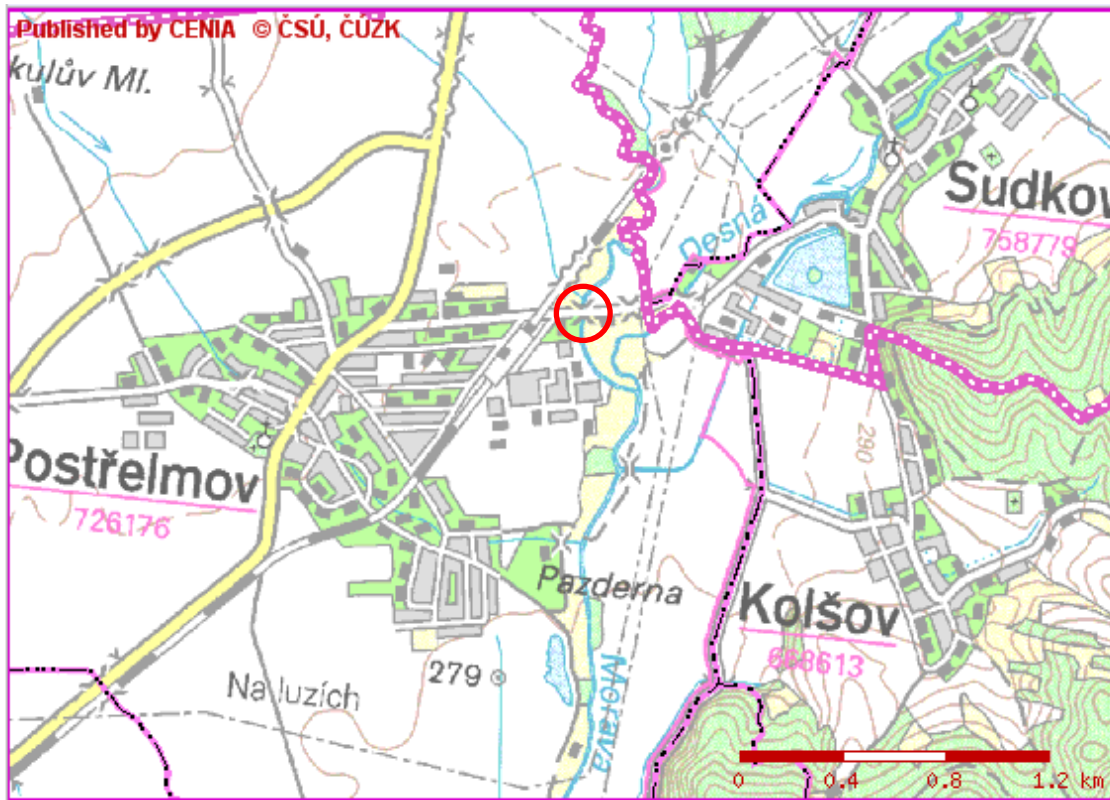 Published by CENIA © ČSÚ, ČÚZK
kulův Ml.
Sudkov
758779
Desná
Postřelmov
726176
290
Pazderna
Kolšov
668613
279
Na luzích
Morava
0 0.4 0.8 1.2 km